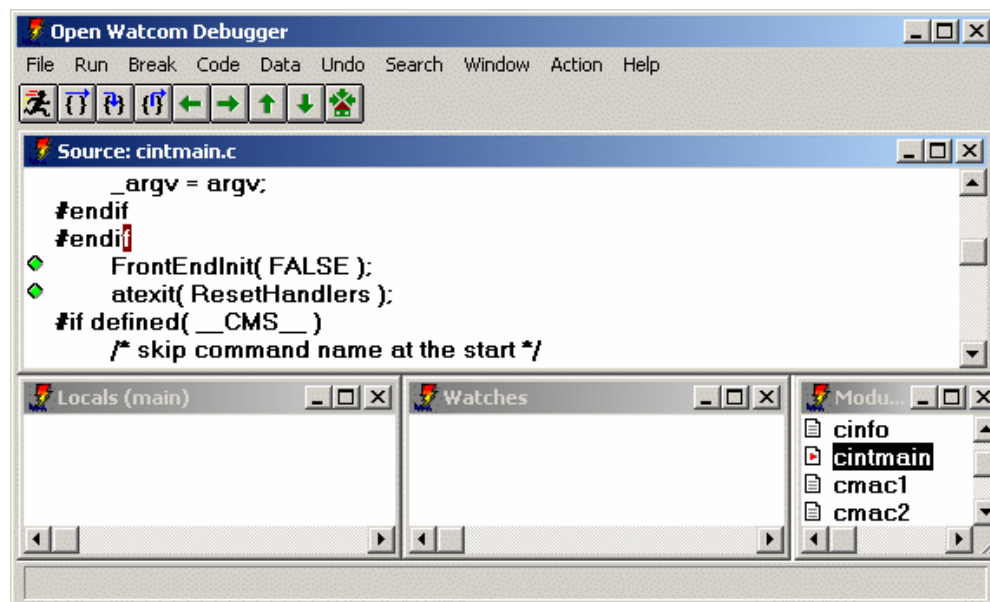 Open Watcom Debugger
File Run Break Code Data Undo Search Window Action Help
Source: cintmain.c
_argv = argv;
#endif
#endif
FrontEndInit( FALSE );
atexit( ResetHandlers );
#if defined( __CMS__ )
/* skip command name at the start */
Locals (main)
Watches
Modu...
cinfo
cintmain
cmac1
cmac2